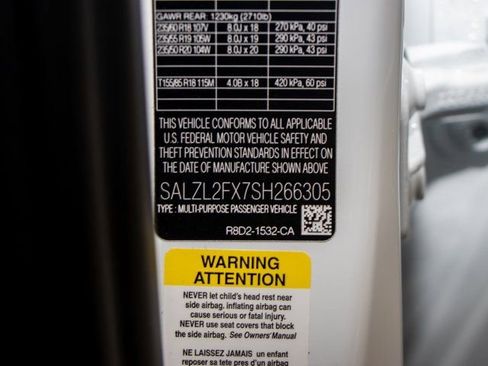 GAWR REAR: 1230kg (2710lb)
235/60 R18 107V 8.0J x 18 270 kPa, 40 psi
235/55 R19 105W 8.0J x 19 290 kPa, 43 psi
235/50 R20 104W 8.0J x 20 290 kPa, 43 psi
T155/85 R18 115M 4.0B x 18 420 kPa, 60 psi
THIS VEHICLE CONFORMS TO ALL APPLICABLE
U.S. FEDERAL MOTOR VEHICLE SAFETY AND
THEFT PREVENTION STANDARDS IN EFFECT ON
THE DATE OF MANUFACTURE SHOWN ABOVE
SALZL2FX7SH266305
TYPE : MULTI-PURPOSE PASSENGER VEHICLE
R8D2-1532-CA
WARNING
ATTENTION
NEVER let child's head rest near
side airbag. inflating airbag can
cause serious or fatal injury.
NEVER use seat covers that block
the side airbag. See Owners' Manual
NE LAISSEZ JAMAIS un enfant
reposer sa tete pres d'un airbag